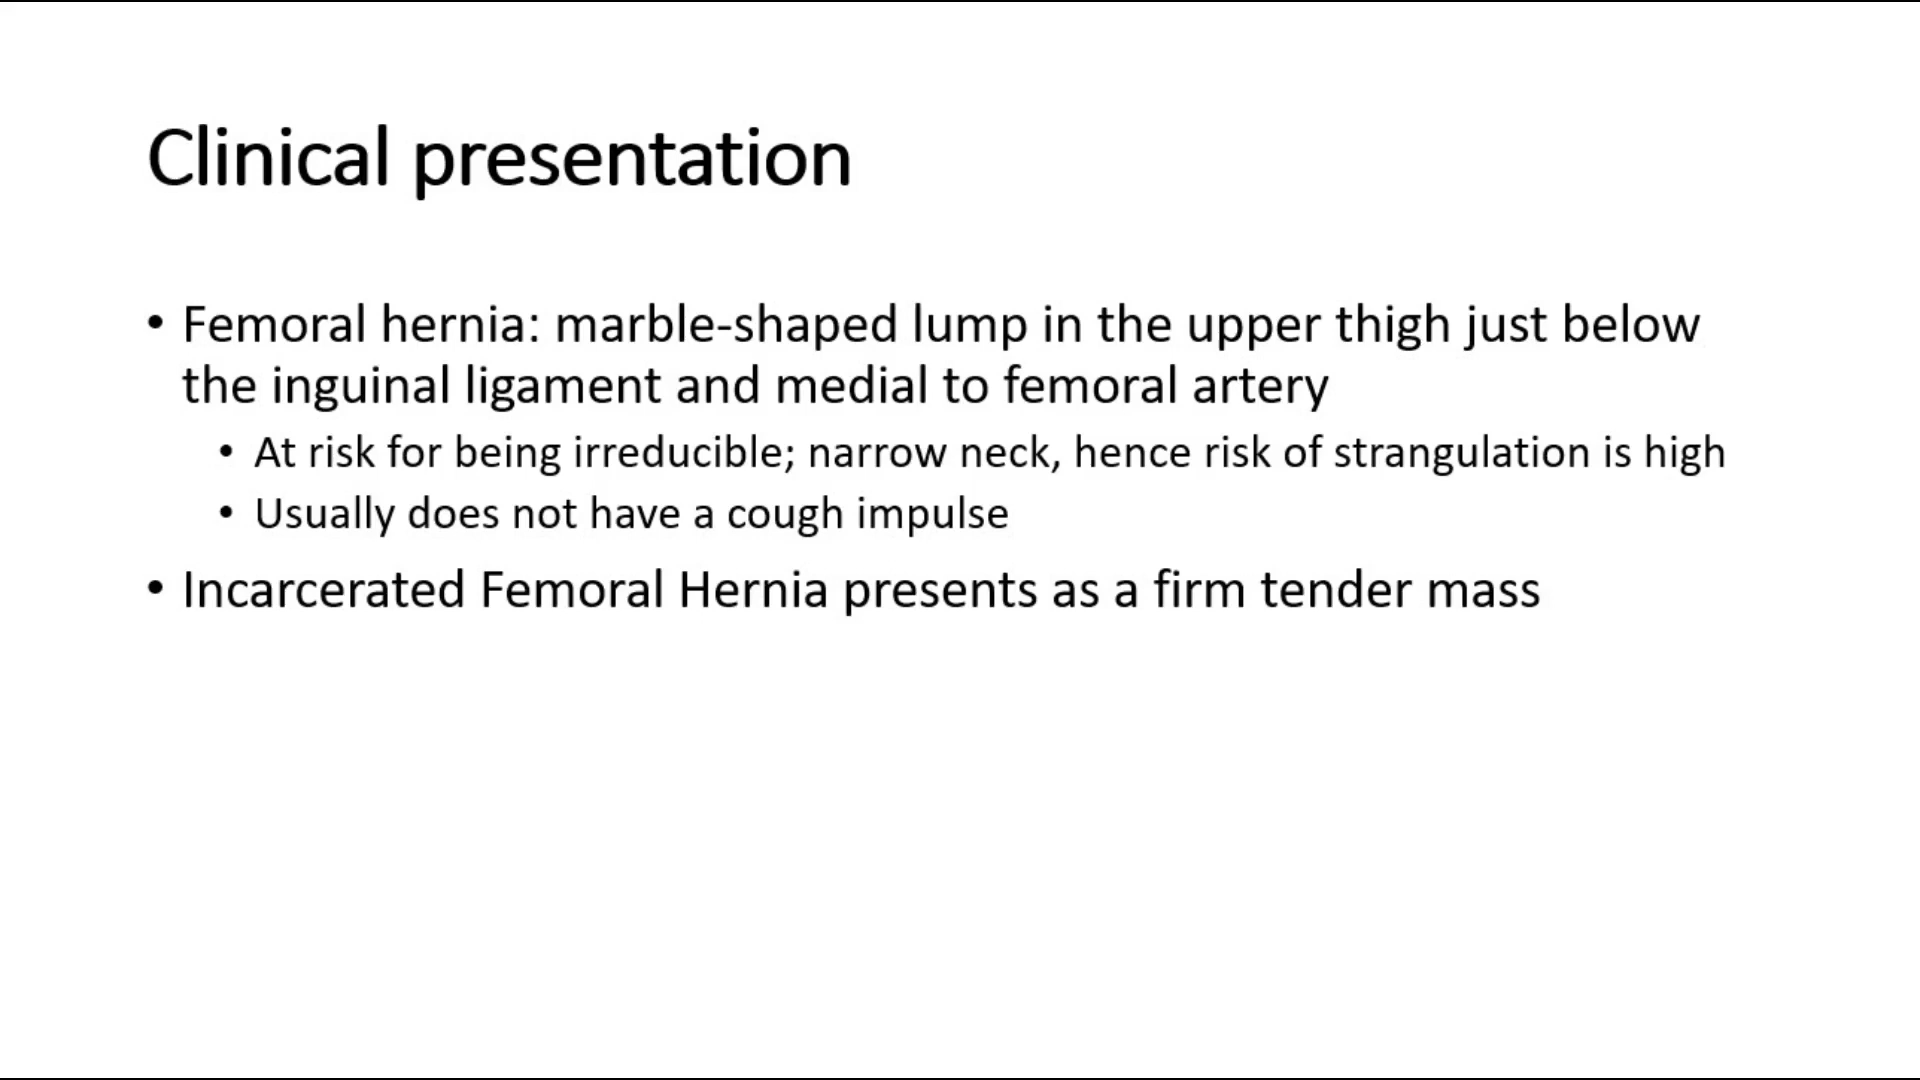 Clinical presentation
• Femoral hernia: marble-shaped lump in the upper thigh just below
the inguinal ligament and medial to femoral artery
• At risk for being irreducible; narrow neck, hence risk of strangulation is high
• Usually does not have a cough impulse
• Incarcerated Femoral Hernia presents as a firm tender mass